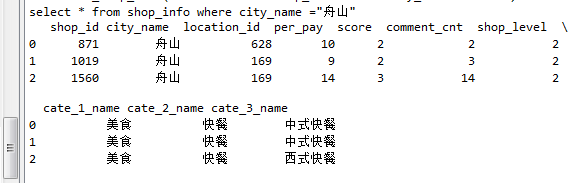 select * from shop_info where city_name ="舟山"
shop_id city_name location_id per_pay score comment_cnt shop_level \
0 871 舟山 628 10 2 2 2
1 1019 舟山 169 9 2 3 2
2 1560 舟山 169 14 3 14 2
cate_1_name cate_2_name cate_3_name
0 美食 快餐 中式快餐
1 美食 快餐 中式快餐
2 美食 快餐 西式快餐